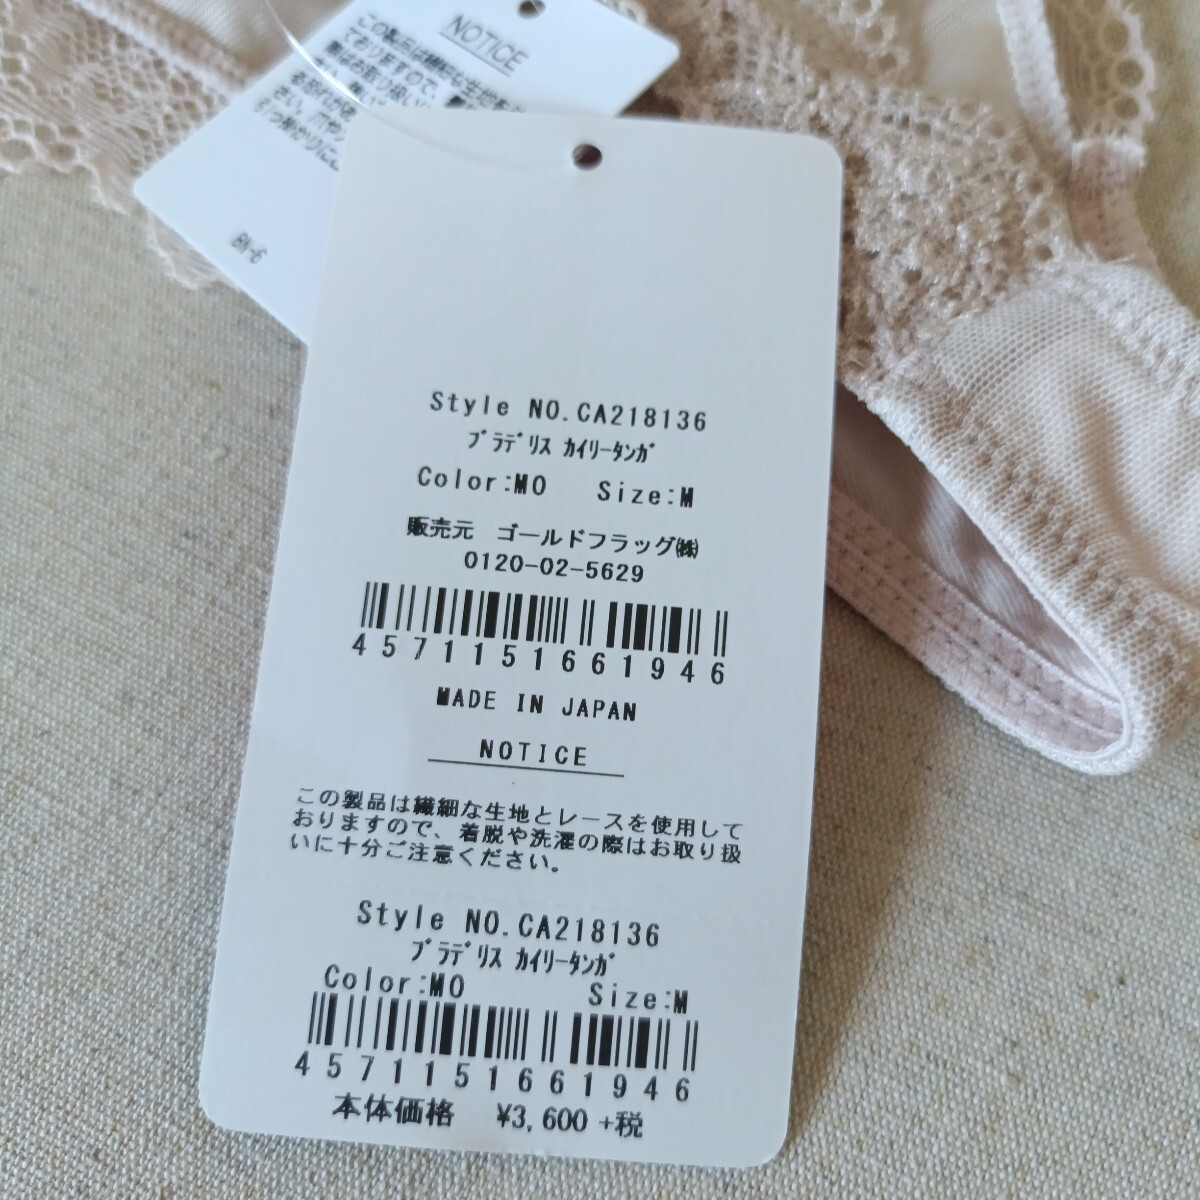 NOTICE
BN-6
Style NO.CA218136
ﾌﾞﾗﾃﾞﾘｽ ｶｲﾘｰﾀﾝｶﾞ
Color:MO Size:M
販売元 ゴールドフラッグ㈱
0120-02-5629
4571151661946
MADE IN JAPAN
NOTICE
この製品は繊細な生地とレースを使用して
おりますので、着脱や洗濯の際はお取り扱
いに十分ご注意ください。
Style NO.CA218136
ﾌﾞﾗﾃﾞﾘｽ ｶｲﾘｰﾀﾝｶﾞ
Color:MO Size:M
4571151661946
本体価格 ¥3,600 +税